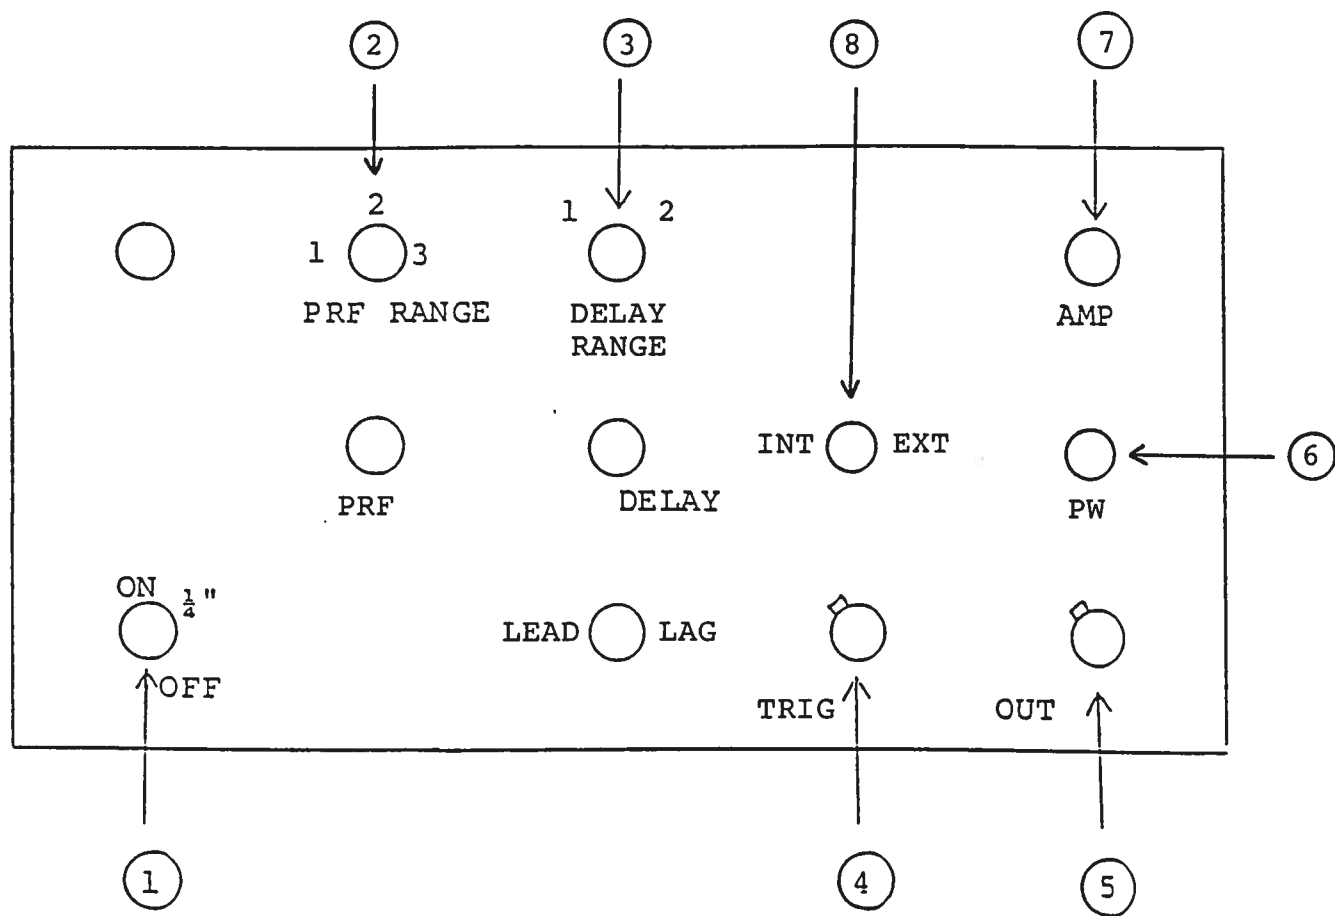 2 3 8 7
2
1 3
1 2
PRF RANGE
DELAY
RANGE
AMP
INT EXT
6
PRF
DELAY
PW
ON ¼"
OFF
LEAD LAG
TRIG
OUT
1 4 5